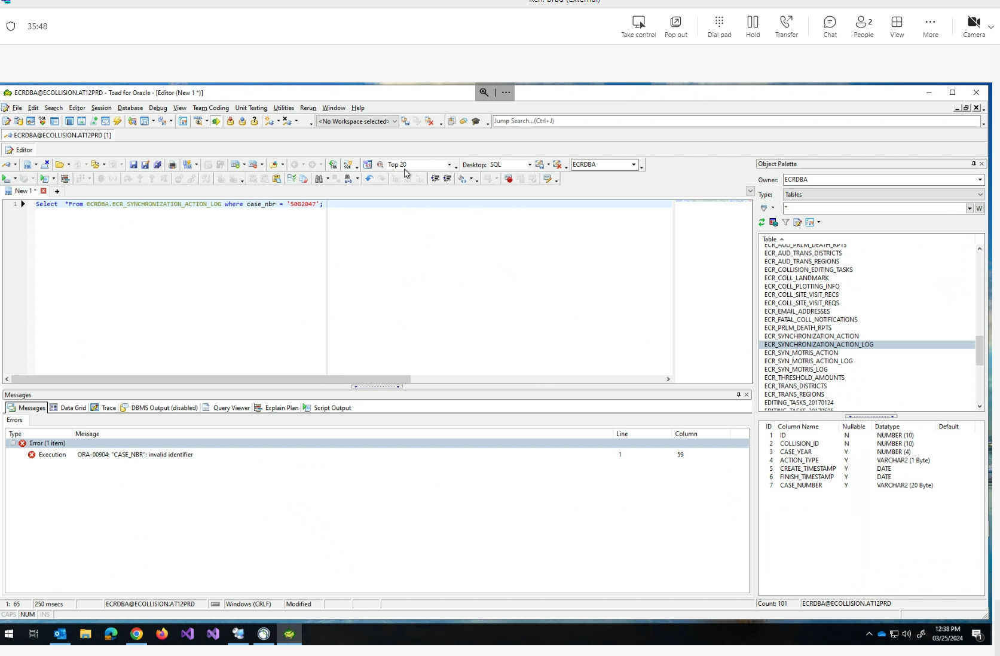 35:48
Take control
Pop out
Dial pad
Hold
Transfer
Chat
2
People
View
More
Camera
ECRDBA@ECOLLISION.AT12PRD - Toad for Oracle - [Editor (New 1 *)]
File Edit Search Editor Session Database Debug View Team Coding Unit Testing Utilities Rerun Window Help
<No Workspace selected>
Jump Search...(Ctrl+J)
ECRDBA@ECOLLISION.AT12PRD [1]
Editor
Top 20
Desktop: SQL
ECRDBA
New 1 *
1 Select *From ECRDBA.ECR_SYNCHRONIZATION_ACTION_LOG where case_nbr = '5082047';
Object Palette
Owner: ECRDBA
Type: Tables
*
W
Table
ECR_AUD_PRLM_DEATH_RPTS
ECR_AUD_TRANS_DISTRICTS
ECR_AUD_TRANS_REGIONS
ECR_COLLISION_EDITING_TASKS
ECR_COLL_LANDMARK
ECR_COLL_PLOTTING_INFO
ECR_COLL_SITE_VISIT_RECS
ECR_COLL_SITE_VISIT_REQS
ECR_EMAIL_ADDRESSES
ECR_FATAL_COLL_NOTIFICATIONS
ECR_PRLM_DEATH_RPTS
ECR_SYNCHRONIZATION_ACTION
ECR_SYNCHRONIZATION_ACTION_LOG
ECR_SYN_MOTRIS_ACTION
ECR_SYN_MOTRIS_ACTION_LOG
ECR_SYN_MOTRIS_LOG
ECR_THRESHOLD_AMOUNTS
ECR_TRANS_DISTRICTS
ECR_TRANS_REGIONS
EDITING_TASKS_20170124
Messages
Messages Data Grid Trace DBMS Output (disabled) Query Viewer Explain Plan Script Output
Errors
Type Message Line Column
Error (1 item)
Execution ORA-00904: "CASE_NBR": invalid identifier 1 59
ID Column Name Nullable Datatype Default
1 ID N NUMBER (10)
2 COLLISION_ID N NUMBER (10)
3 CASE_YEAR Y NUMBER (4)
4 ACTION_TYPE Y VARCHAR2 (1 Byte)
5 CREATE_TIMESTAMP Y DATE
6 FINISH_TIMESTAMP Y DATE
7 CASE_NUMBER Y VARCHAR2 (20 Byte)
1: 65 250 msecs ECRDBA@ECOLLISION.AT12PRD Windows (CRLF) Modified
Count: 101 ECRDBA@ECOLLISION.AT12PRD
CAPS NUM INS
12:38 PM
03/25/2024
1